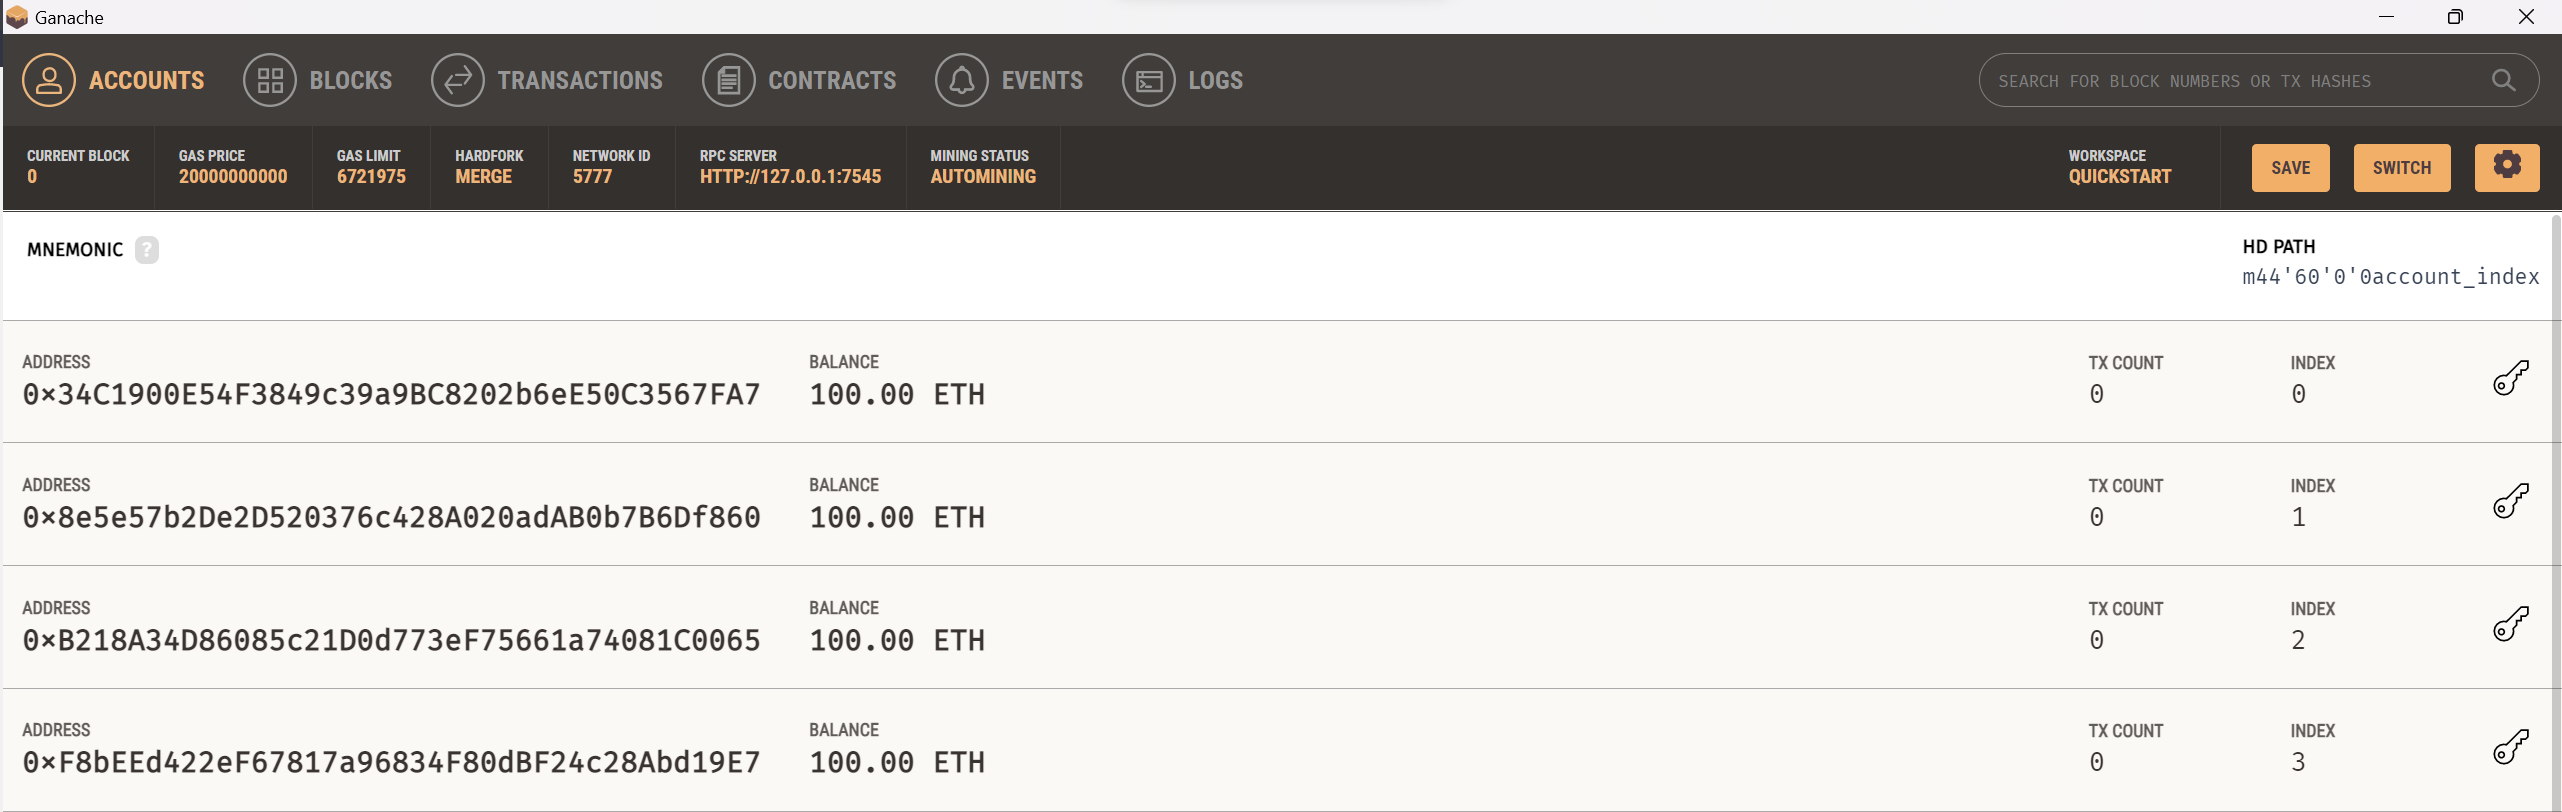 Ganache
ACCOUNTS BLOCKS TRANSACTIONS CONTRACTS EVENTS LOGS SEARCH FOR BLOCK NUMBERS OR TX HASHES
CURRENT BLOCK GAS PRICE GAS LIMIT HARDFORK NETWORK ID RPC SERVER MINING STATUS WORKSPACE
0 20000000000 6721975 MERGE 5777 HTTP://127.0.0.1:7545 AUTOMINING QUICKSTART SAVE SWITCH
MNEMONIC ? HD PATH
m44'60'0'0account_index
ADDRESS BALANCE TX COUNT INDEX
0×34C1900E54F3849c39a9BC8202b6eE50C3567FA7 100.00 ETH 0 0
ADDRESS BALANCE TX COUNT INDEX
0×8e5e57b2De2D520376c428A020adAB0b7B6Df860 100.00 ETH 0 1
ADDRESS BALANCE TX COUNT INDEX
0×B218A34D86085c21D0d773eF75661a74081C0065 100.00 ETH 0 2
ADDRESS BALANCE TX COUNT INDEX
0×F8bEEd422eF67817a96834F80dBF24c28Abd19E7 100.00 ETH 0 3